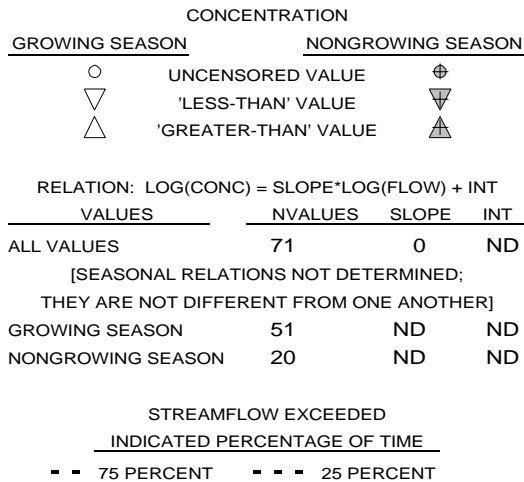 CONCENTRATION
GROWING SEASON NONGROWING SEASON
UNCENSORED VALUE
'LESS-THAN' VALUE
'GREATER-THAN' VALUE
RELATION: LOG(CONC) = SLOPE*LOG(FLOW) + INT
VALUES NVALUES SLOPE INT
ALL VALUES 71 0 ND
[SEASONAL RELATIONS NOT DETERMINED;
THEY ARE NOT DIFFERENT FROM ONE ANOTHER]
GROWING SEASON 51 ND ND
NONGROWING SEASON 20 ND ND
STREAMFLOW EXCEEDED
INDICATED PERCENTAGE OF TIME
75 PERCENT 25 PERCENT